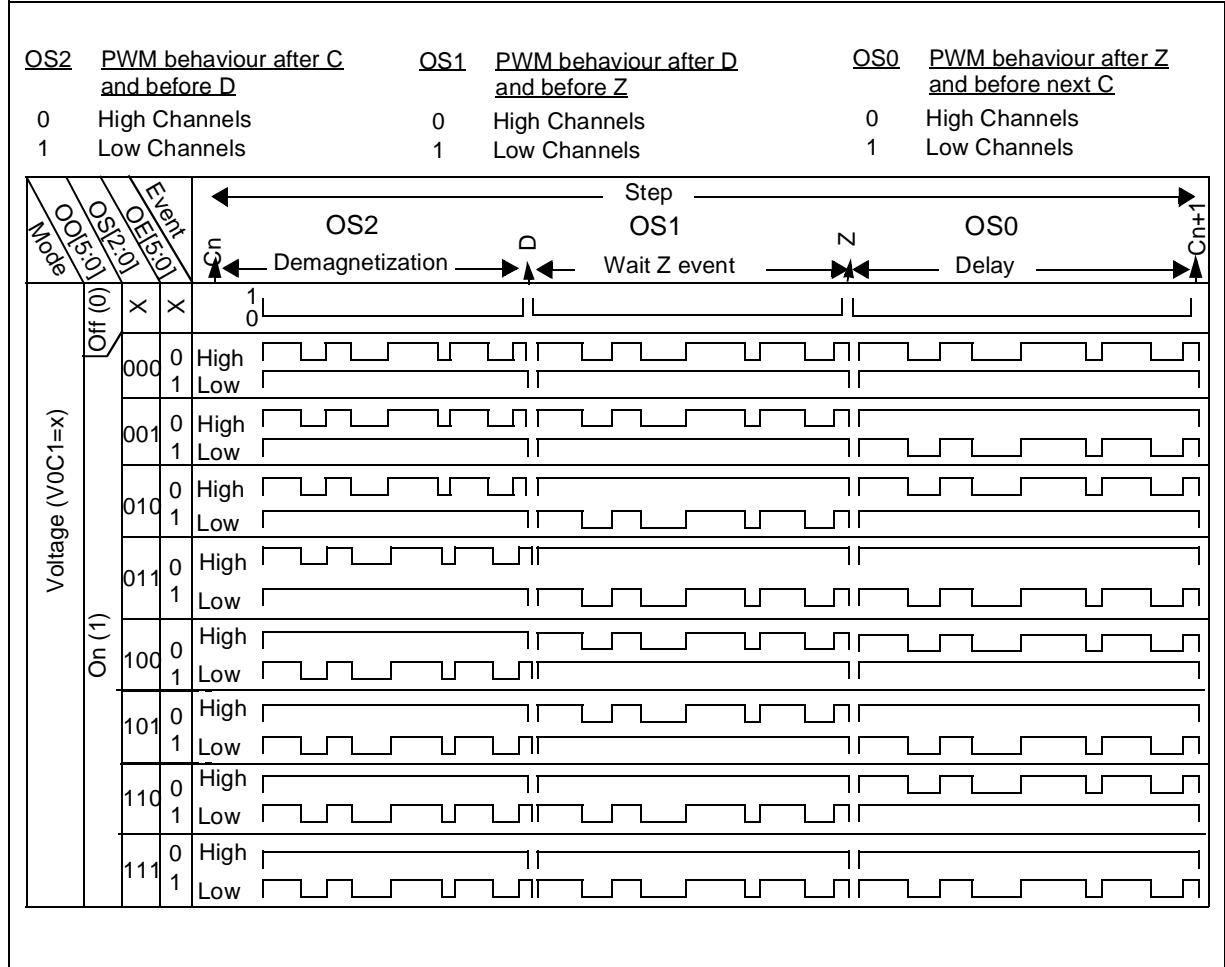 OS2 PWM behaviour after C and before D
0 High Channels
1 Low Channels
OS1 PWM behaviour after D and before Z
0 High Channels
1 Low Channels
OS0 PWM behaviour after Z and before next C
0 High Channels
1 Low Channels
Mode
OO[5:0]
OS[2:0]
OE[5:0]
Event
Step
Cn
OS2
D
OS1
Z
OS0
Cn+1
Demagnetization
Wait Z event
Delay
Voltage (V0C1=x)
Off (0)
X
X
1
0
On (1)
000
0 High
1 Low
001
0 High
1 Low
010
0 High
1 Low
011
0 High
1 Low
100
0 High
1 Low
101
0 High
1 Low
110
0 High
1 Low
111
0 High
1 Low